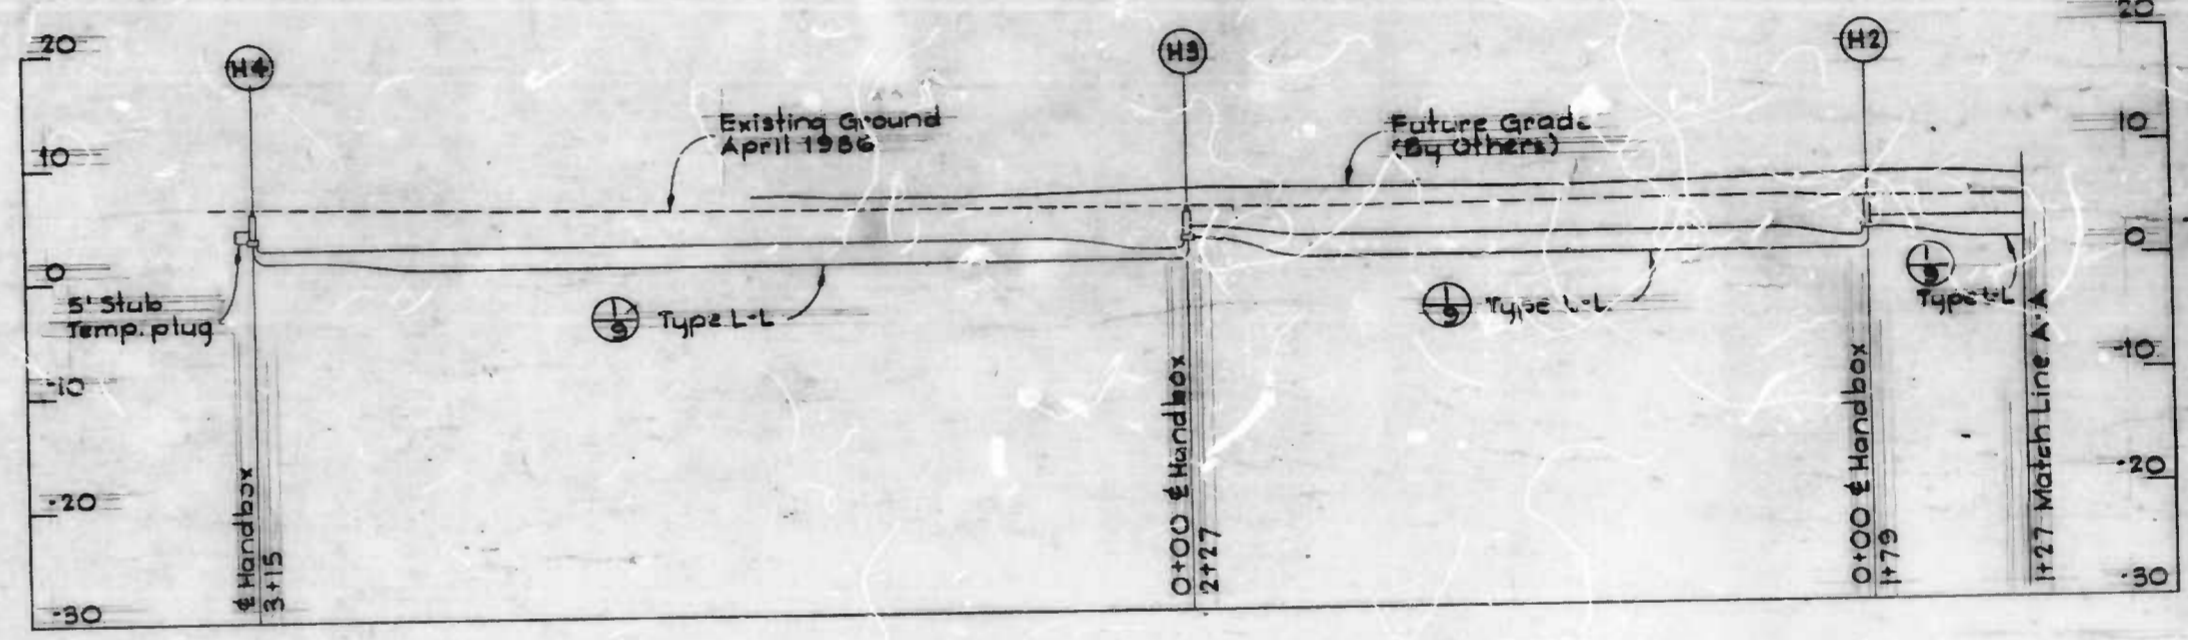 20
10
0
-10
-20
-30
H4
H3
H2
Existing Ground
April 1986
Future Grade
(By Others)
5' Stub
Temp. plug
1
9
Type L-L
1
9
Type L-L
1
9
Type L-L
℄ Handbox
3+15
0+00 ℄ Handbox
2+27
0+00 ℄ Handbox
1+79
1+27 Match Line A-A
20
10
0
-10
-20
-30